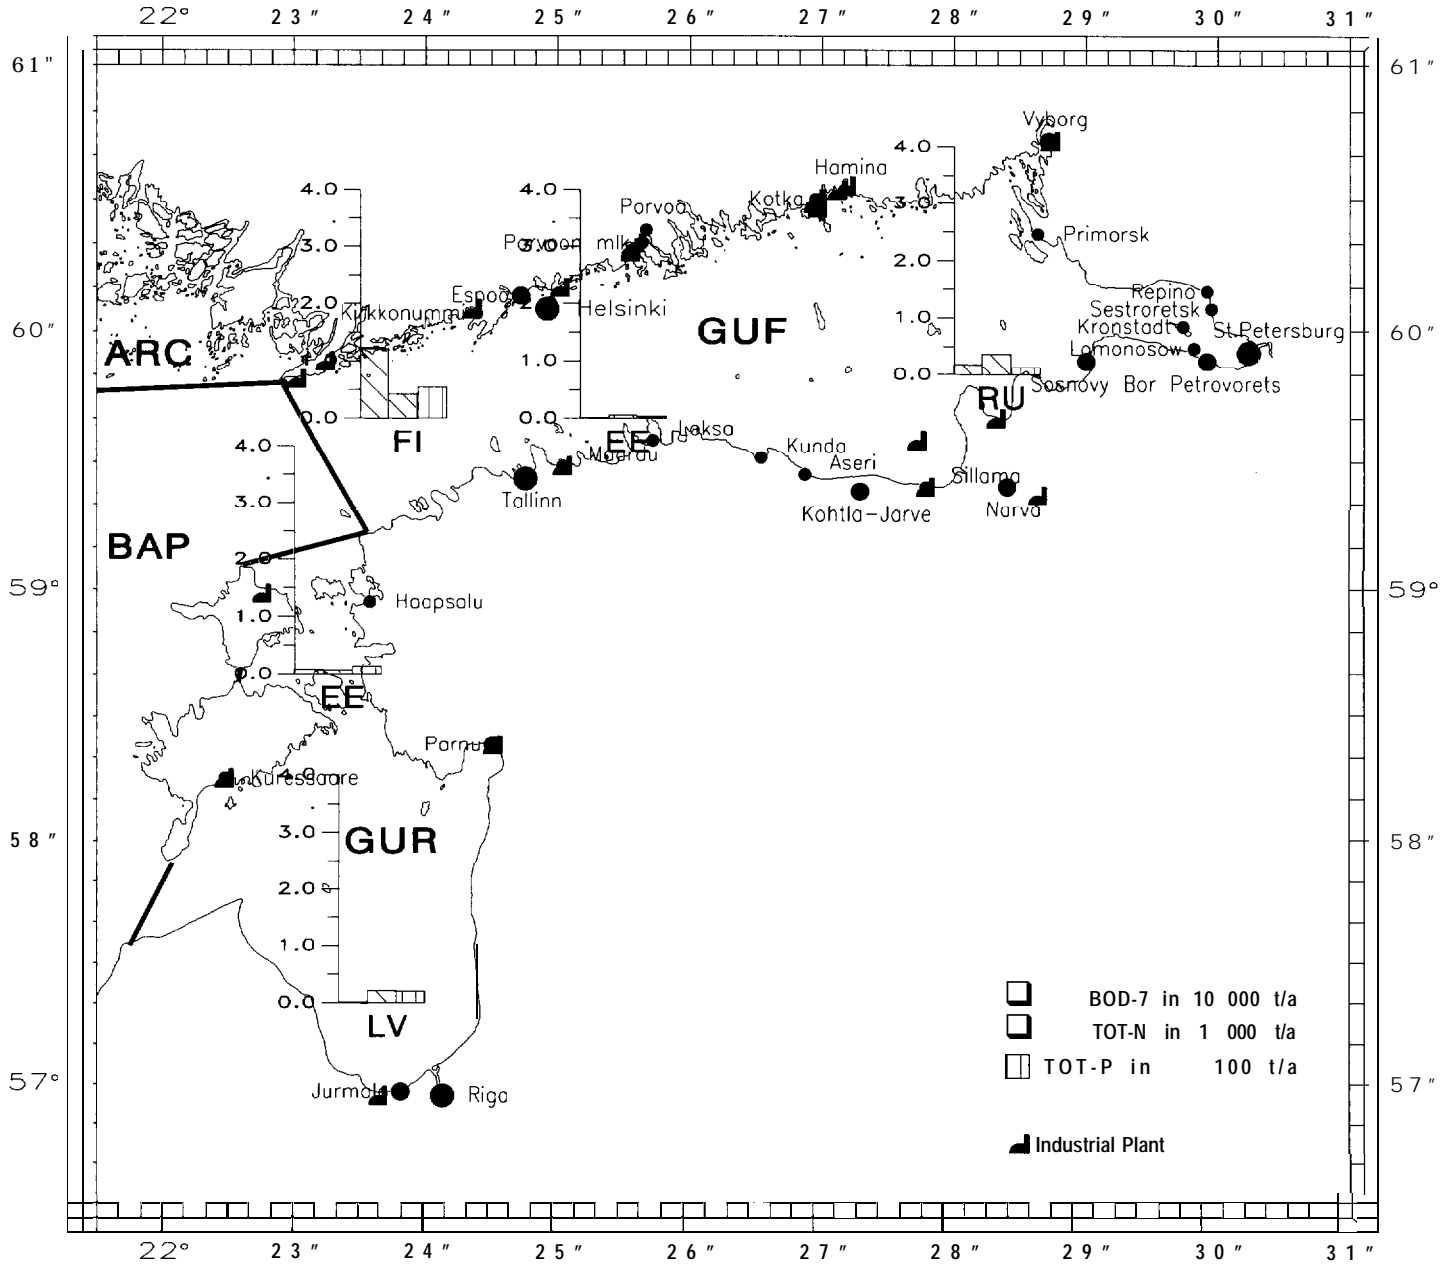 22° 23" 24" 25" 26" 27" 28" 29" 30" 31"
61" 61"
Vyborg
4.0
Hamina
4.0 4.0
Kotka
3.0
Porvoo
Primorsk
3.0 Porvoon mlk 3.0
2.0
Repino
Espoo
Sestroretsk
2.0 Kirkkonummi 2.0 Helsinki
1.0
Kronstadt
St.Petersburg
60° 60°
GUF
ARC
Lomonosow
1.0 1.0
0.0
Sosnovy Bor Petrovorets
RU
0.0 0.0
FI
EE
Loksa
4.0
Kunda
Maardu
Aseri
Sillama
Tallinn
3.0
Kohtla-Jarve
Narva
BAP
2.0
59° 59°
Haapsalu
1.0
0.0
EE
Parnu
Kuressaare
4.0
3.0
GUR
58" 58"
2.0
1.0
0.0
LV
BOD-7 in 10 000 t/a
TOT-N in 1 000 t/a
TOT-P in 100 t/a
57° 57"
Jurmala
Riga
Industrial Plant
22° 23" 24" 25" 26" 27" 28" 29" 30" 31"